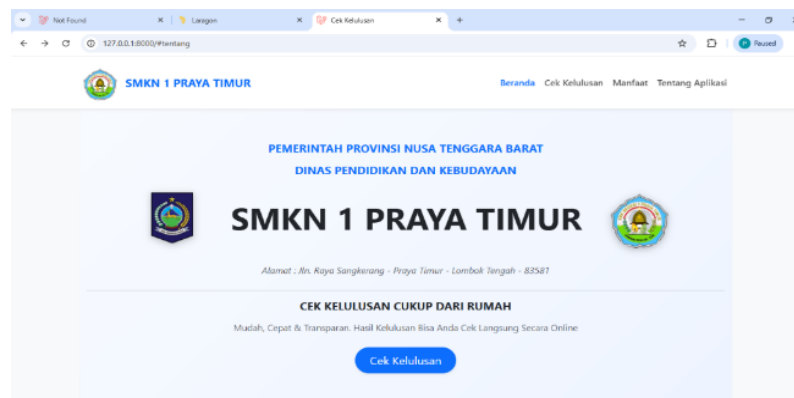 Not Found
Laragon
Cek Kelulusan
127.0.0.1:8000/#tentang
Paused
SMKN 1 PRAYA TIMUR
Beranda Cek Kelulusan Manfaat Tentang Aplikasi
PEMERINTAH PROVINSI NUSA TENGGARA BARAT
DINAS PENDIDIKAN DAN KEBUDAYAAN
SMKN 1 PRAYA TIMUR
Alamat : Jln. Raya Sangkerang - Praya Timur - Lombok Tengah - 83581
CEK KELULUSAN CUKUP DARI RUMAH
Mudah, Cepat & Transparan. Hasil Kelulusan Bisa Anda Cek Langsung Secara Online
Cek Kelulusan